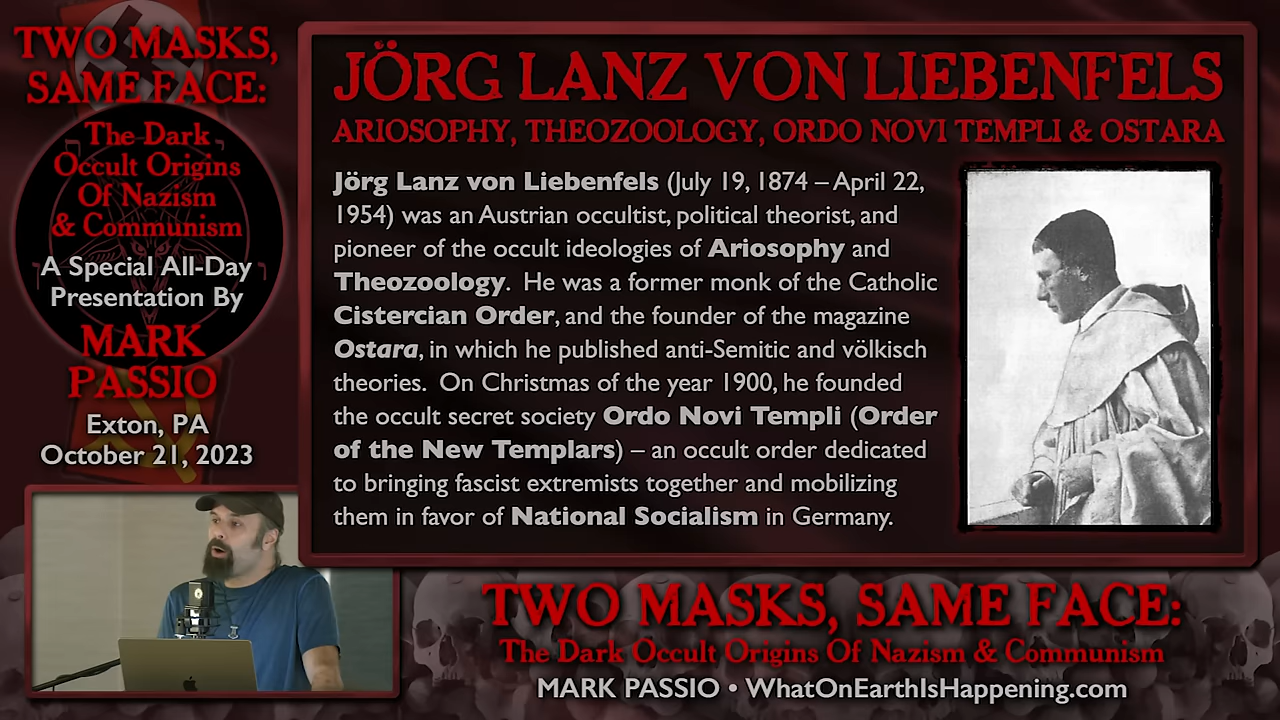 TWO MASKS,
SAME FACE:
The Dark
Occult Origins
Of Nazism
& Communism
A Special All-Day
Presentation By
MARK
PASSIO
Exton, PA
October 21, 2023
JÖRG LANZ VON LIEBENFELS
ARIOSOPHY, THEOZOOLOGY, ORDO NOVI TEMPLI & OSTARA
Jörg Lanz von Liebenfels (July 19, 1874 – April 22,
1954) was an Austrian occultist, political theorist, and
pioneer of the occult ideologies of Ariosophy and
Theozoology. He was a former monk of the Catholic
Cistercian Order, and the founder of the magazine
Ostara, in which he published anti-Semitic and völkisch
theories. On Christmas of the year 1900, he founded
the occult secret society Ordo Novi Templi (Order
of the New Templars) – an occult order dedicated
to bringing fascist extremists together and mobilizing
them in favor of National Socialism in Germany.
TWO MASKS, SAME FACE:
The Dark Occult Origins Of Nazism & Communism
MARK PASSIO • WhatOnEarthIsHappening.com